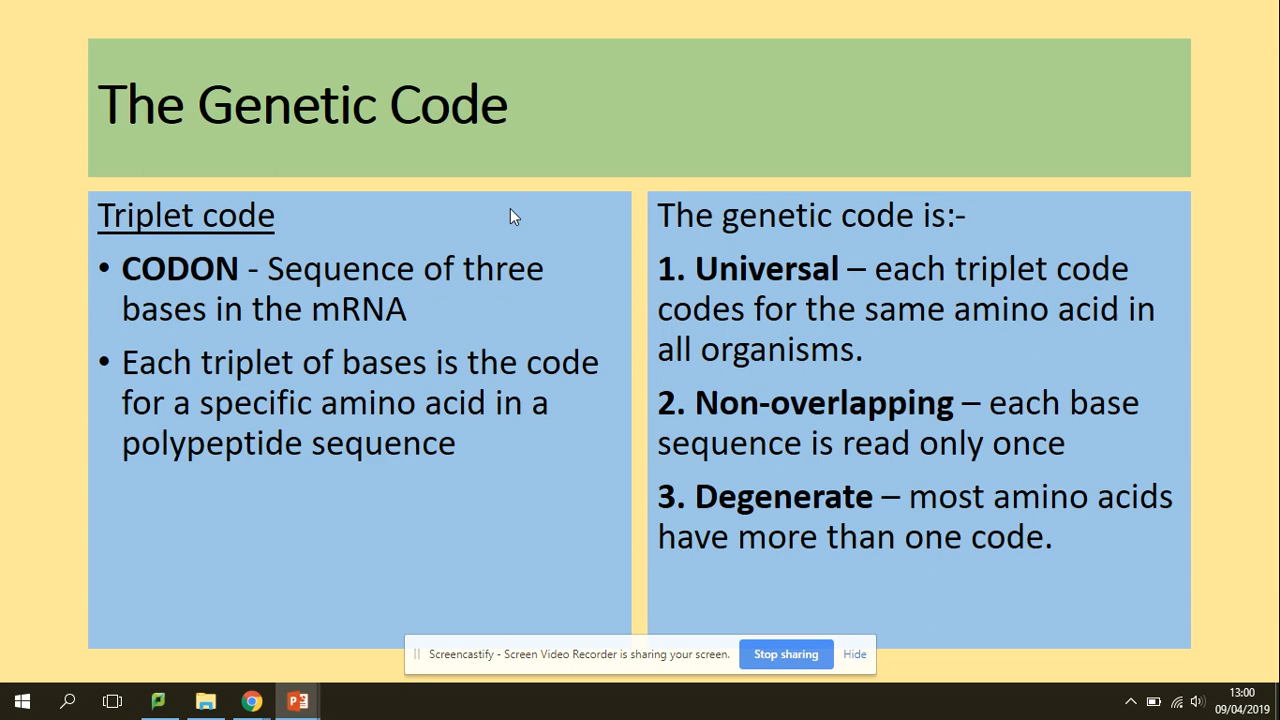 The Genetic Code
Triplet code
• CODON - Sequence of three
bases in the mRNA
• Each triplet of bases is the code
for a specific amino acid in a
polypeptide sequence
The genetic code is:-
1. Universal – each triplet code
codes for the same amino acid in
all organisms.
2. Non-overlapping – each base
sequence is read only once
3. Degenerate – most amino acids
have more than one code.
Screencastify - Screen Video Recorder is sharing your screen. Stop sharing Hide
13:00
09/04/2019